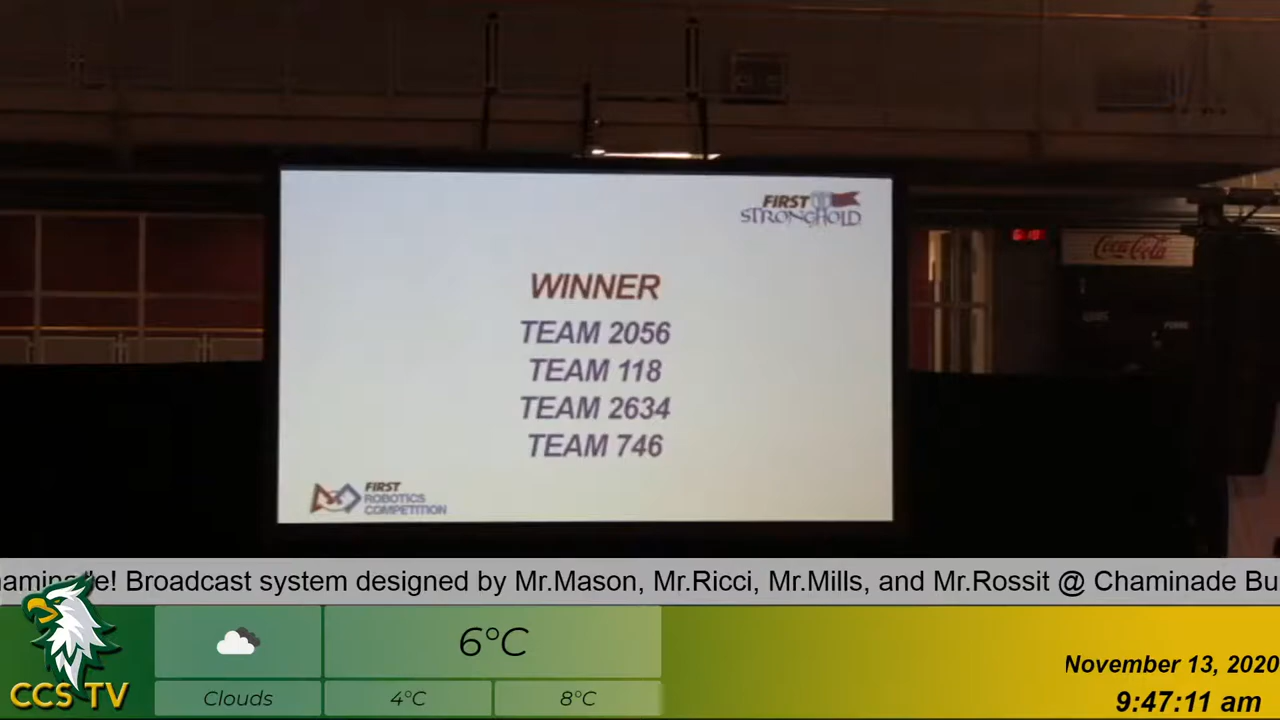 FIRST
STRONGHOLD
WINNER
TEAM 2056
TEAM 118
TEAM 2634
TEAM 746
FIRST
ROBOTICS
COMPETITION
Coca-Cola
! Broadcast system designed by Mr.Mason, Mr.Ricci, Mr.Mills, and Mr.Rossit @ Chaminade Bu
6°C
Clouds
4°C
8°C
CCS TV
November 13, 2020
9:47:11 am